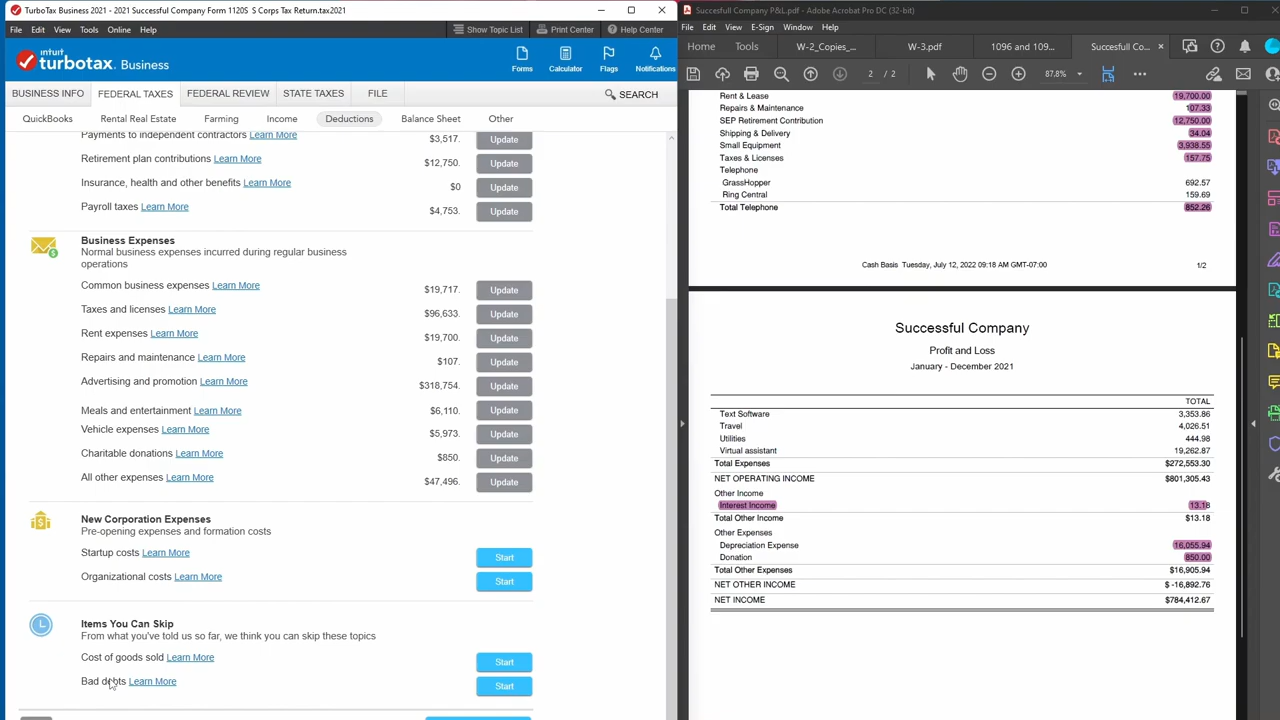 TurboTax Business 2021 - 2021 Successful Company Form 1120S S Corps Tax Return.tax2021
File Edit View Tools Online Help
Show Topic List Print Center Help Center
intuit
turbotax Business
Forms Calculator Flags Notifications
BUSINESS INFO FEDERAL TAXES FEDERAL REVIEW STATE TAXES FILE SEARCH
QuickBooks Rental Real Estate Farming Income Deductions Balance Sheet Other
Payments to independent contractors Learn More $3,517. Update
Retirement plan contributions Learn More $12,750. Update
Insurance, health and other benefits Learn More $0 Update
Payroll taxes Learn More $4,753. Update
Business Expenses
Normal business expenses incurred during regular business
operations
Common business expenses Learn More $19,717. Update
Taxes and licenses Learn More $96,633. Update
Rent expenses Learn More $19,700. Update
Repairs and maintenance Learn More $107. Update
Advertising and promotion Learn More $318,754. Update
Meals and entertainment Learn More $6,110. Update
Vehicle expenses Learn More $5,973. Update
Charitable donations Learn More $850. Update
All other expenses Learn More $47,496. Update
New Corporation Expenses
Pre-opening expenses and formation costs
Startup costs Learn More Start
Organizational costs Learn More Start
Items You Can Skip
From what you've told us so far, we think you can skip these topics
Cost of goods sold Learn More Start
Bad debts Learn More Start
Succesfull Company P&L.pdf - Adobe Acrobat Pro DC (32-bit)
File Edit View E-Sign Window Help
Home Tools W-2_Copies_... W-3.pdf 1096 and 109... Succesfull Co... ×
2 / 2 87.8%
Rent & Lease 19,700.00
Repairs & Maintenance 107.33
SEP Retirement Contribution 12,750.00
Shipping & Delivery 34.04
Small Equipment 3,938.55
Taxes & Licenses 157.75
Telephone
GrassHopper 692.57
Ring Central 159.69
Total Telephone 852.26
Cash Basis Tuesday, July 12, 2022 09:18 AM GMT-07:00 1/2
Successful Company
Profit and Loss
January - December 2021
TOTAL
Text Software 3,353.86
Travel 4,026.51
Utilities 444.98
Virtual assistant 19,262.87
Total Expenses $272,553.30
NET OPERATING INCOME $801,305.43
Other Income
Interest Income 13.18
Total Other Income $13.18
Other Expenses
Depreciation Expense 16,055.94
Donation 850.00
Total Other Expenses $16,905.94
NET OTHER INCOME $ -16,892.76
NET INCOME $784,412.67